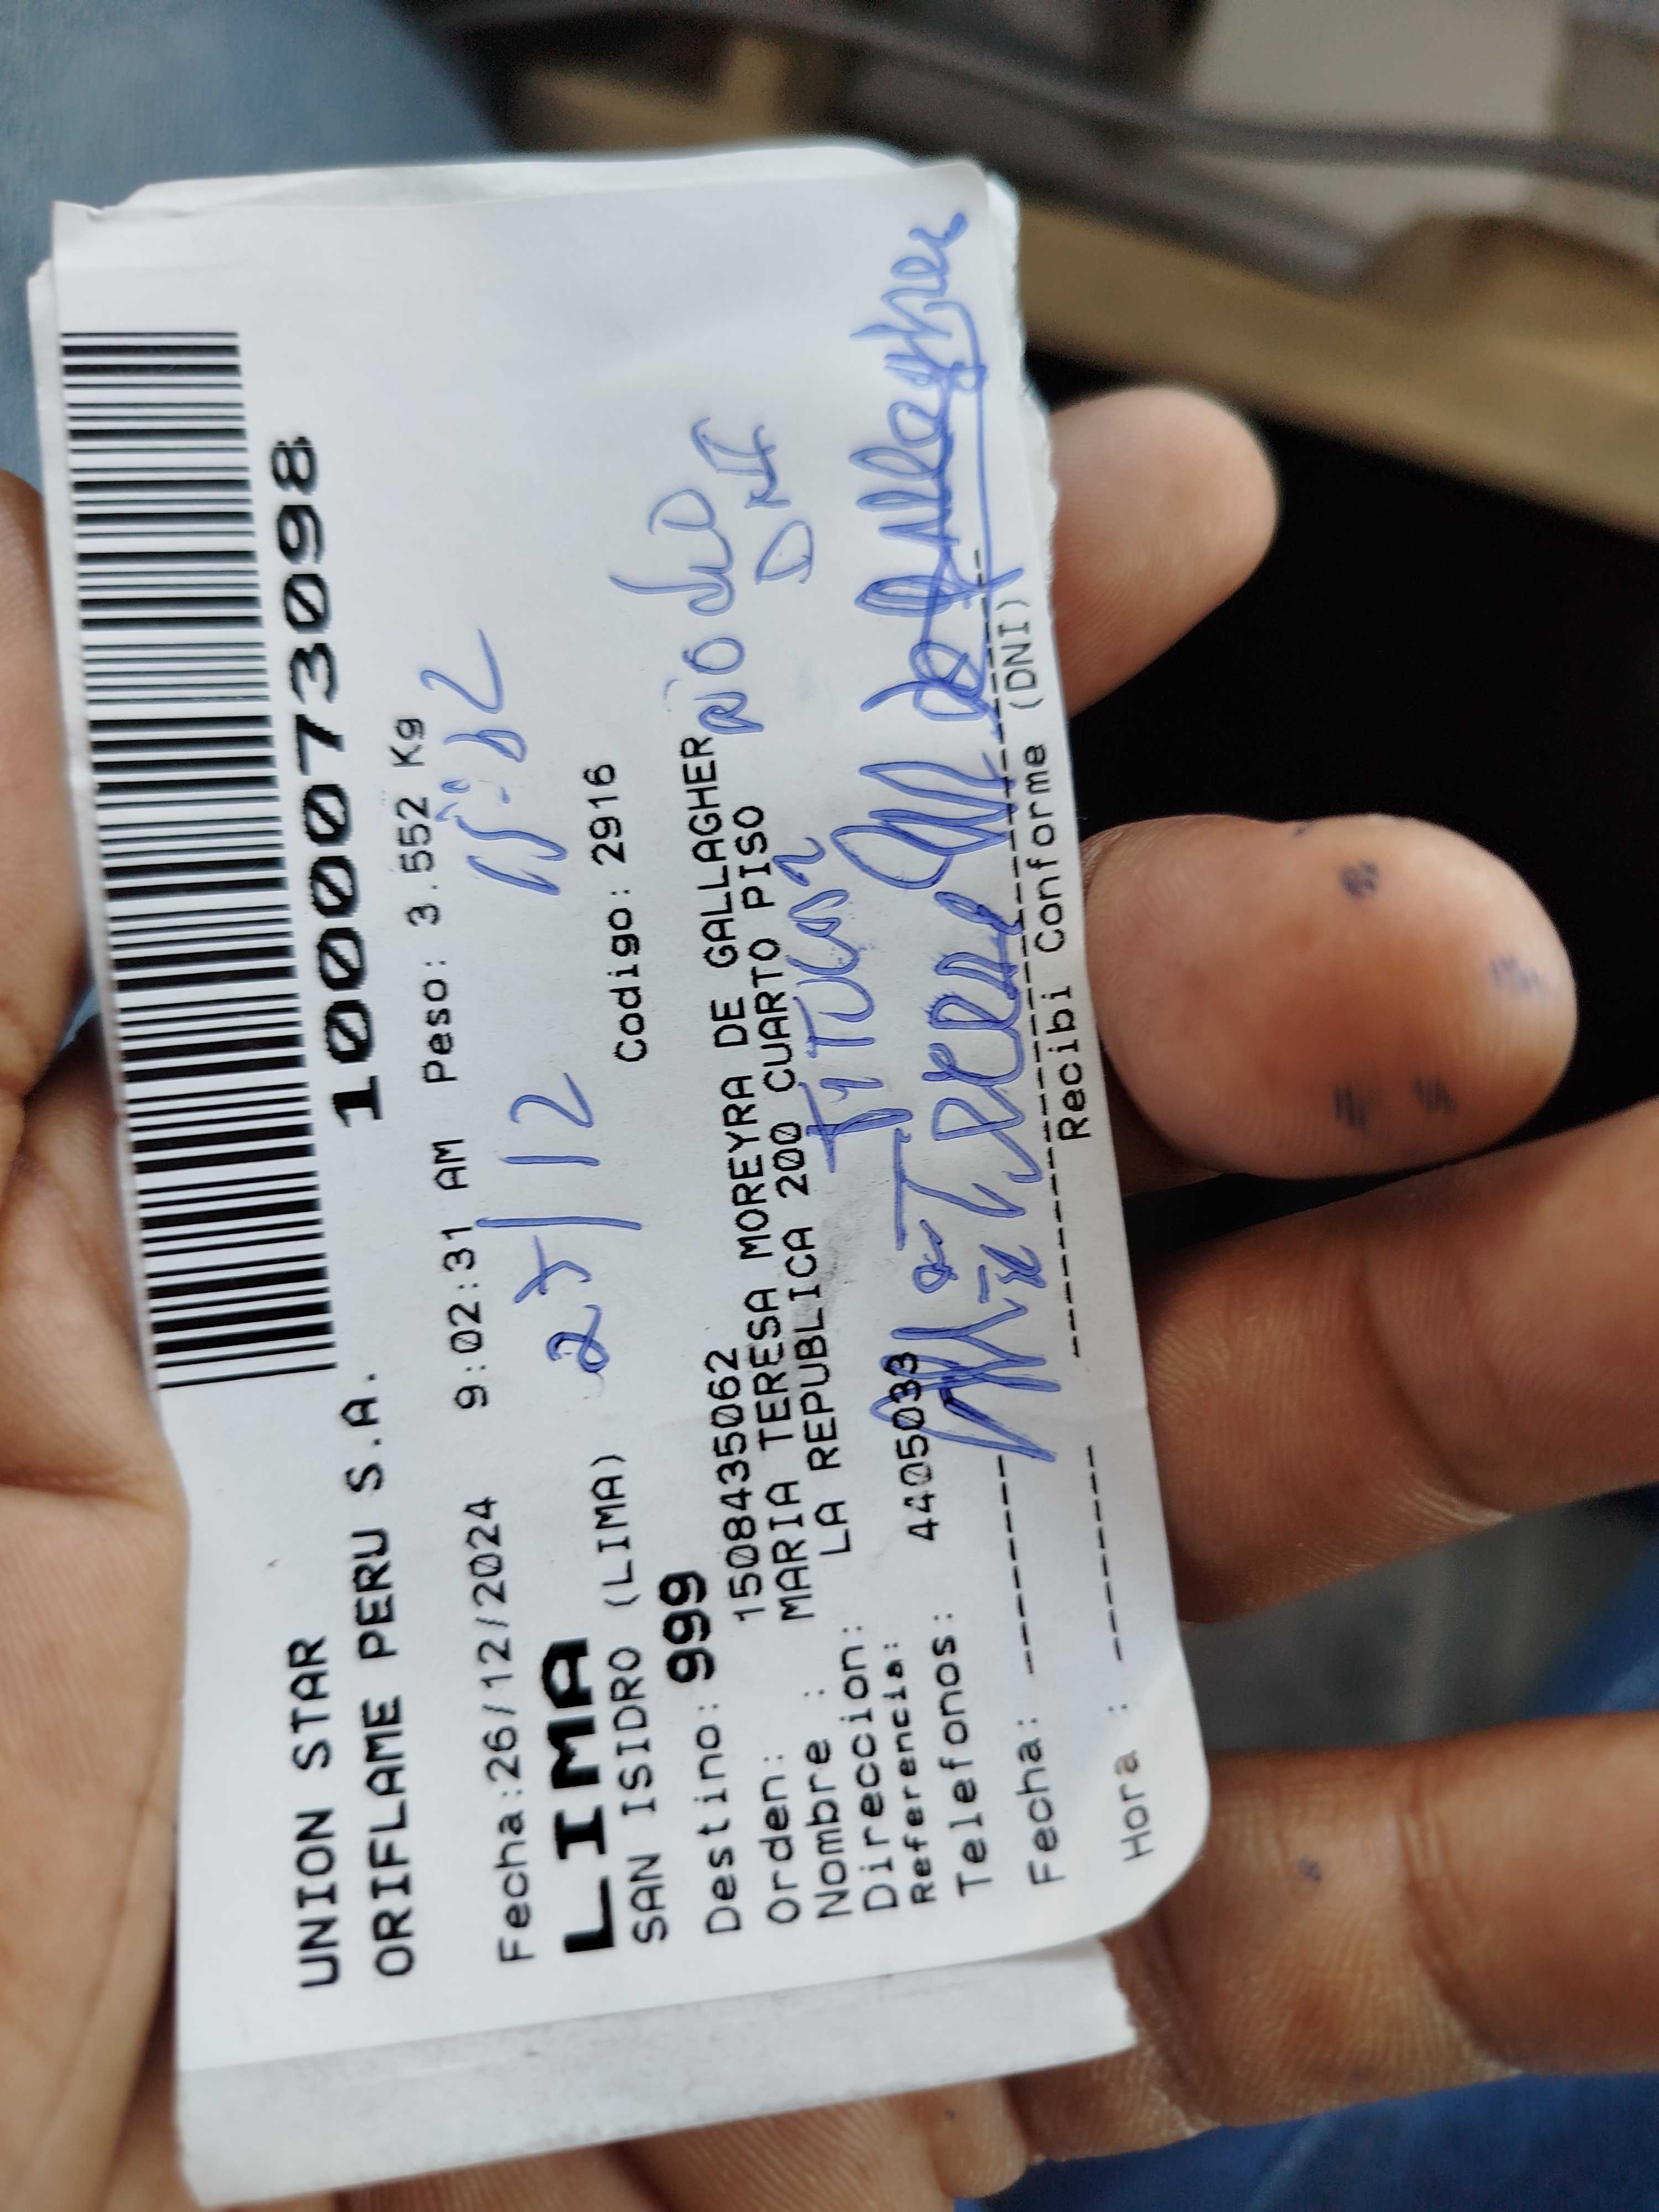 1000073098
UNION STAR
ORIFLAME PERU S.A.
Fecha:26/12/2024 9:02:31 AM Peso: 3.552 Kg
LIMA
27/12
SAN ISIDRO (LIMA) Codigo: 2916
Destino: 999
Orden: 1508435062
Nombre : MARIA TERESA MOREYRA DE GALLAGHER
Direccion: LA REPUBLICA 200 CUARTO PISO
DNI
Referencia:
Telefonos: 4405033
Fecha:
Recibi Conforme (DNI)
Hora :